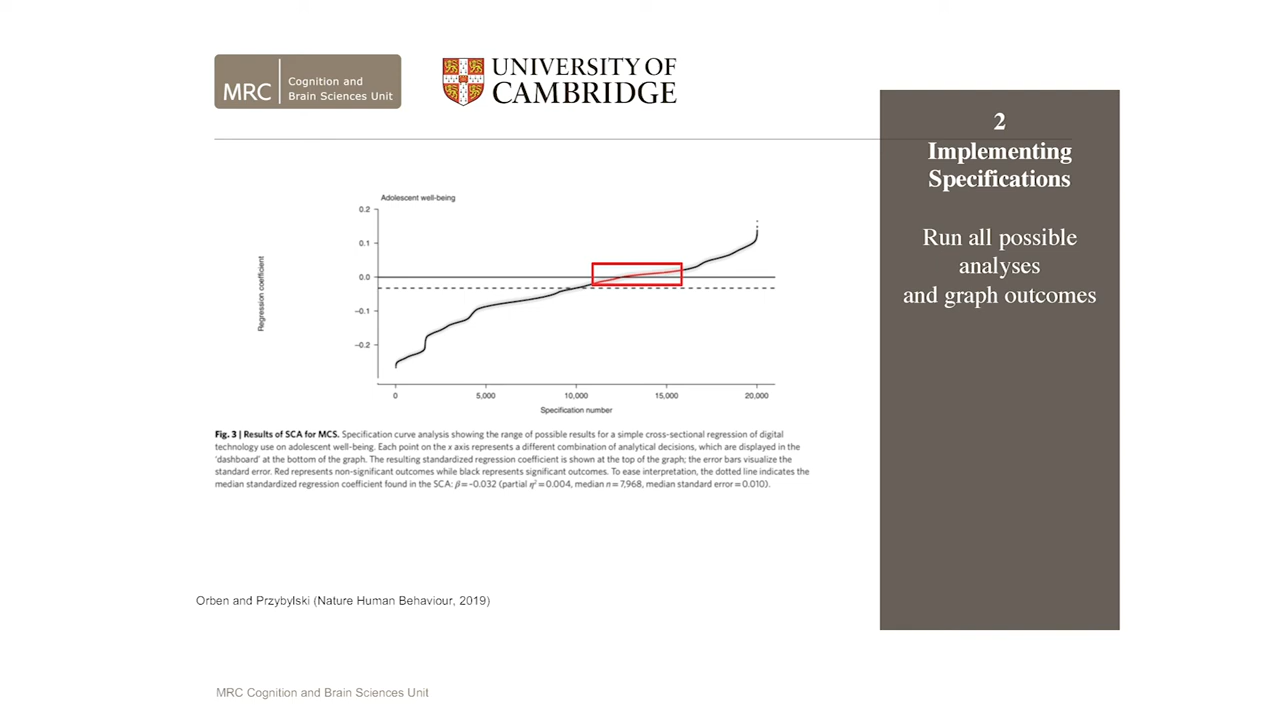 MRC
Cognition and
Brain Sciences Unit
UNIVERSITY OF
CAMBRIDGE
2
Implementing
Specifications
Run all possible
analyses
and graph outcomes
Adolescent well-being
0.2
0.1
0.0
–0.1
–0.2
Regression coefficient
0
5,000
10,000
15,000
20,000
Specification number
Fig. 3 | Results of SCA for MCS. Specification curve analysis showing the range of possible results for a simple cross-sectional regression of digital
technology use on adolescent well-being. Each point on the x axis represents a different combination of analytical decisions, which are displayed in the
'dashboard' at the bottom of the graph. The resulting standardized regression coefficient is shown at the top of the graph; the error bars visualize the
standard error. Red represents non-significant outcomes while black represents significant outcomes. To ease interpretation, the dotted line indicates the
median standardized regression coefficient found in the SCA: β = –0.032 (partial η² = 0.004, median n = 7,968, median standard error = 0.010).
Orben and Przybylski (Nature Human Behaviour, 2019)
MRC Cognition and Brain Sciences Unit